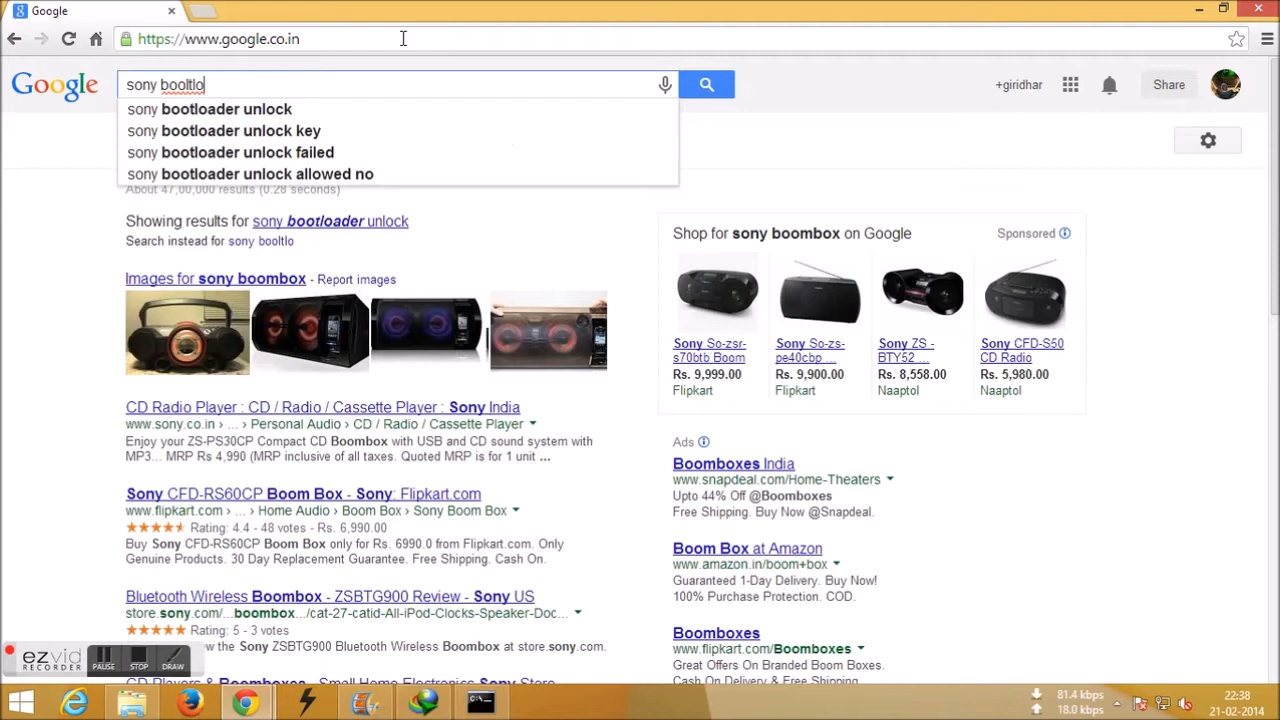 Google
https://www.google.co.in
Google
sony booltlo
+giridhar
Share
sony bootloader unlock
sony bootloader unlock key
sony bootloader unlock failed
sony bootloader unlock allowed no
About 47,00,000 results (0.28 seconds)
Showing results for sony bootloader unlock
Search instead for sony booltlo
Images for sony boombox - Report images
CD Radio Player : CD / Radio / Cassette Player : Sony India
www.sony.co.in › ... › Personal Audio › CD / Radio / Cassette Player
Enjoy your ZS-PS30CP Compact CD Boombox with USB and CD sound system with
MP3... MRP Rs 4,990 (MRP inclusive of all taxes. Quoted MRP is for 1 unit ...
Sony CFD-RS60CP Boom Box - Sony: Flipkart.com
www.flipkart.com › ... › Home Audio › Boom Box › Sony Boom Box
Rating: 4.4 - 48 votes - Rs. 6,990.00
Buy Sony CFD-RS60CP Boom Box only for Rs. 6990.0 from Flipkart.com. Only
Genuine Products. 30 Day Replacement Guarantee. Free Shipping. Cash On.
Bluetooth Wireless Boombox - ZSBTG900 Review - Sony US
store.sony.com/...boombox.../cat-27-catid-All-iPod-Clocks-Speaker-Doc...
Rating: 5 - 3 votes
the Sony ZSBTG900 Bluetooth Wireless Boombox at store.sony.com.
Shop for sony boombox on Google
Sponsored
Sony So-zsr-
s70btb Boom
Rs. 9,999.00
Flipkart
Sony So-zs-
pe40cbp ...
Rs. 9,900.00
Flipkart
Sony ZS -
BTY52 ...
Rs. 8,558.00
Naaptol
Sony CFD-S50
CD Radio
Rs. 5,980.00
Naaptol
Ads
Boomboxes India
www.snapdeal.com/Home-Theaters
Upto 44% Off @Boomboxes
Free Shipping. Buy Now @Snapdeal.
Boom Box at Amazon
www.amazon.in/boom+box
Guaranteed 1-Day Delivery. Buy Now!
100% Purchase Protection. COD.
Boomboxes
www.flipkart.com/Boomboxes
Great Offers On Branded Boom Boxes.
ezvid
RECORDER
PAUSE
STOP
DRAW
81.4 kbps
18.0 kbps
22:38
21-02-2014